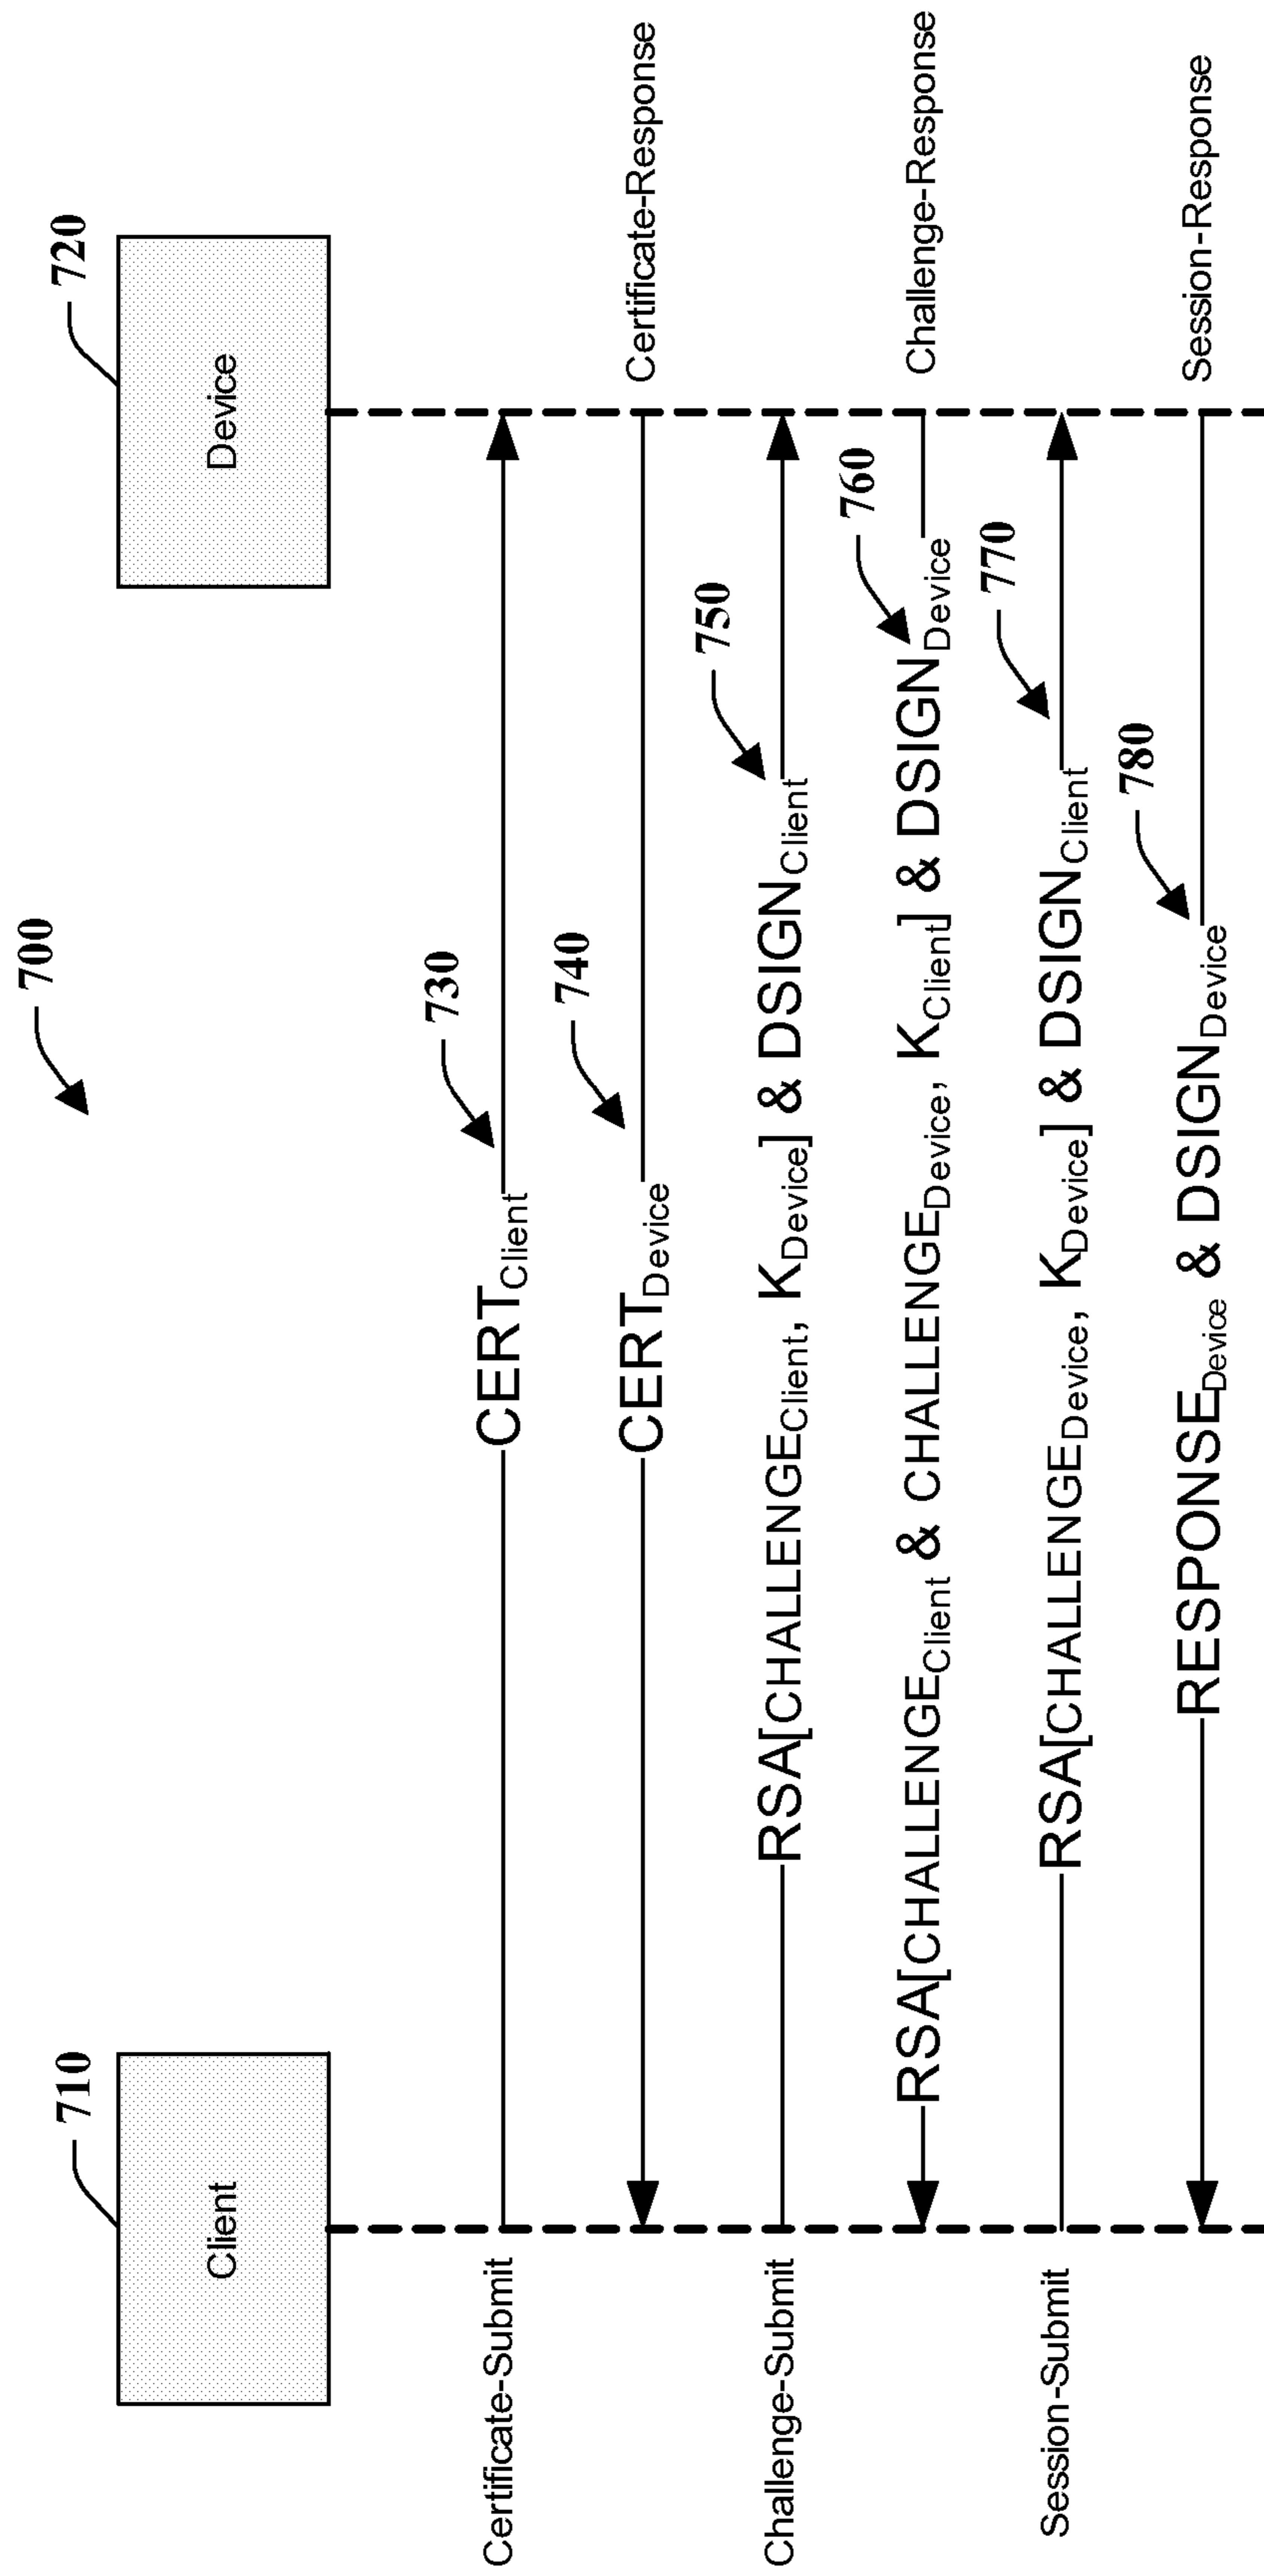 700
710
720
Client
Device
730
Certificate-Submit
CERT_Client
740
CERT_Device
Certificate-Response
750
Challenge-Submit
RSA[CHALLENGE_Client, K_Device] & DSIGN_Client
760
RSA[CHALLENGE_Client & CHALLENGE_Device, K_Client] & DSIGN_Device
Challenge-Response
770
Session-Submit
RSA[CHALLENGE_Device, K_Device] & DSIGN_Client
780
RESPONSE_Device & DSIGN_Device
Session-Response